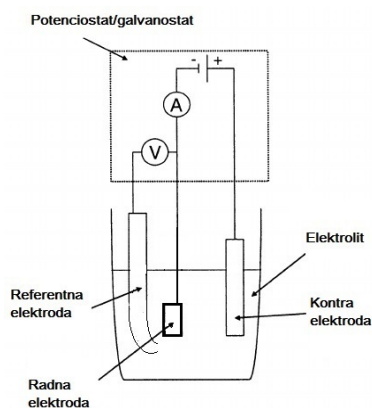 Potenciostat/galvanostat
- +
A
V
Elektrolit
Referentna
elektroda
Kontra
elektroda
Radna
elektroda